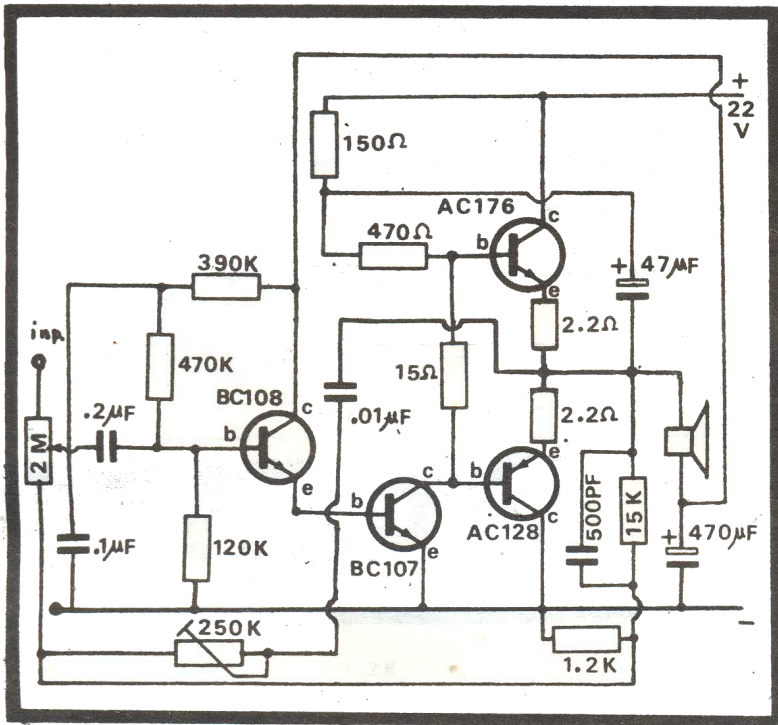 +
22
V
150Ω
AC176
c
b
e
470Ω
47µF
+
390K
inp.
470K
2.2Ω
15Ω
BC108
c
b
e
.2µF
2M
.01µF
2.2Ω
e
b
c
AC128
c
b
e
BC107
500PF
15K
+
470µF
.1µF
120K
250K
1.2K
-